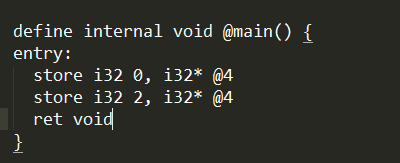 define internal void @main() {
entry:
  store i32 0, i32* @4
  store i32 2, i32* @4
  ret void
}